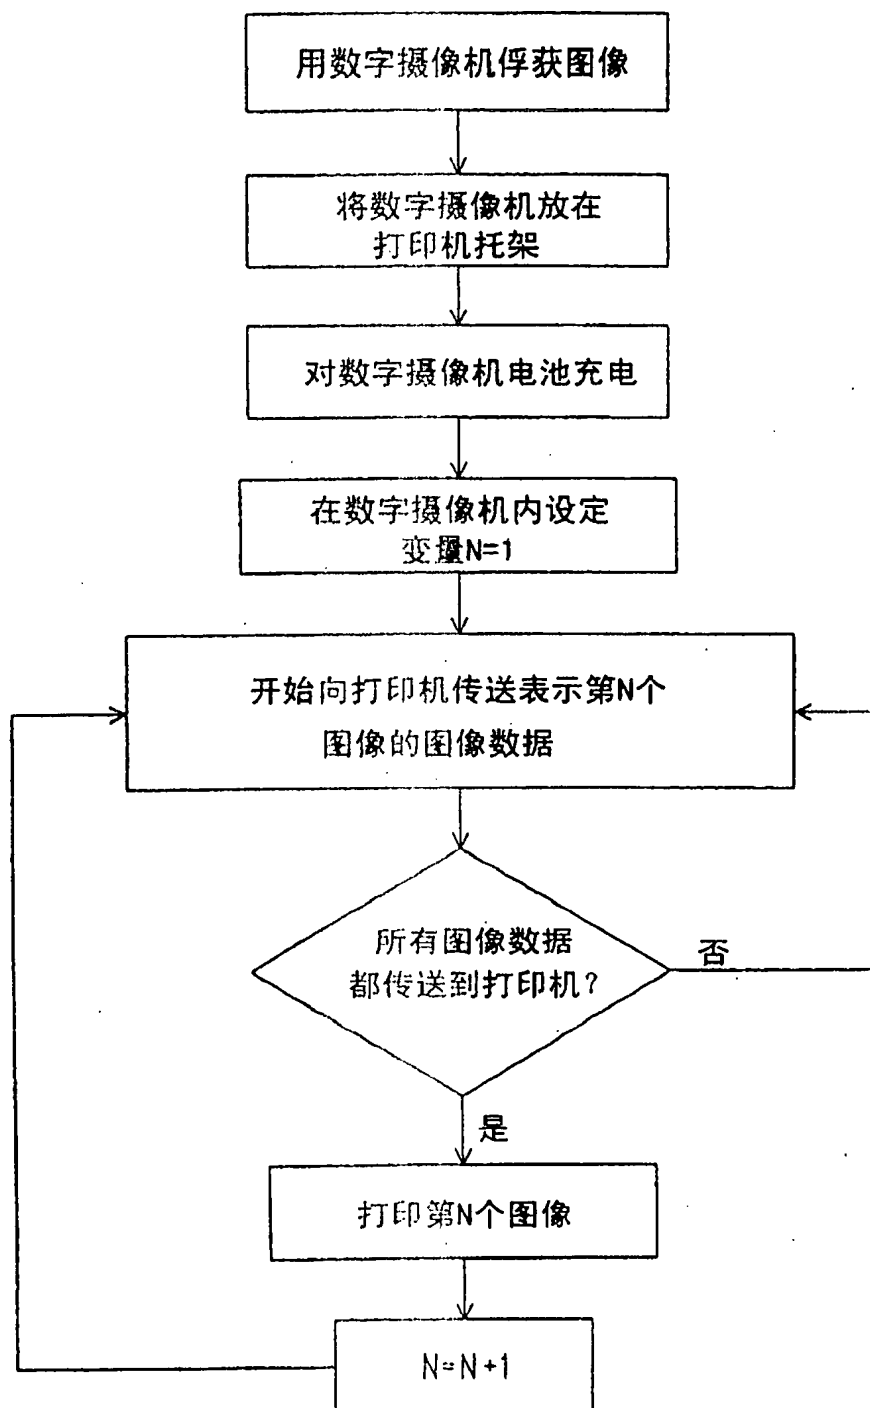 用数字摄像机俘获图像
将数字摄像机放在
打印机托架
对数字摄像机电池充电
在数字摄像机内设定
变量N=1
开始向打印机传送表示第N个
图像的图像数据
所有图像数据
都传送到打印机?
否
是
打印第N个图像
N=N+1